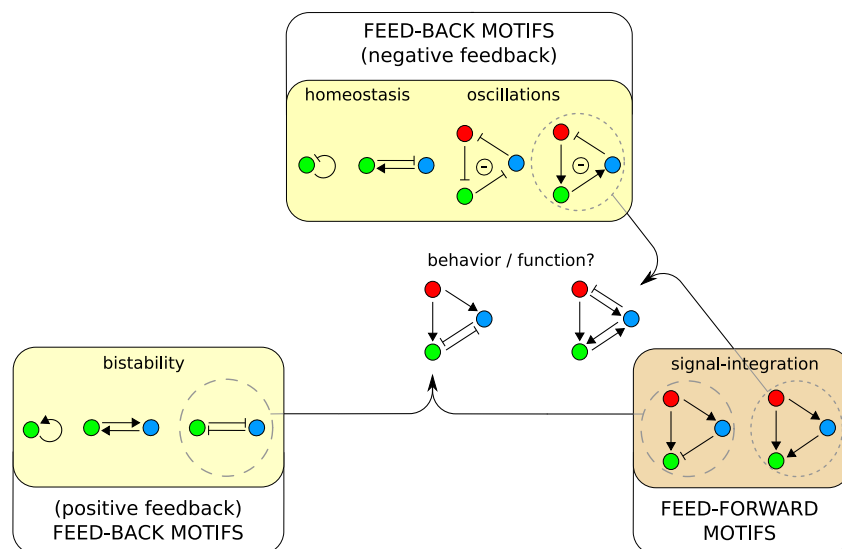 FEED-BACK MOTIFS
(negative feedback)
homeostasis
oscillations
-
-
behavior / function?
bistability
signal-integration
(positive feedback)
FEED-BACK MOTIFS
FEED-FORWARD
MOTIFS